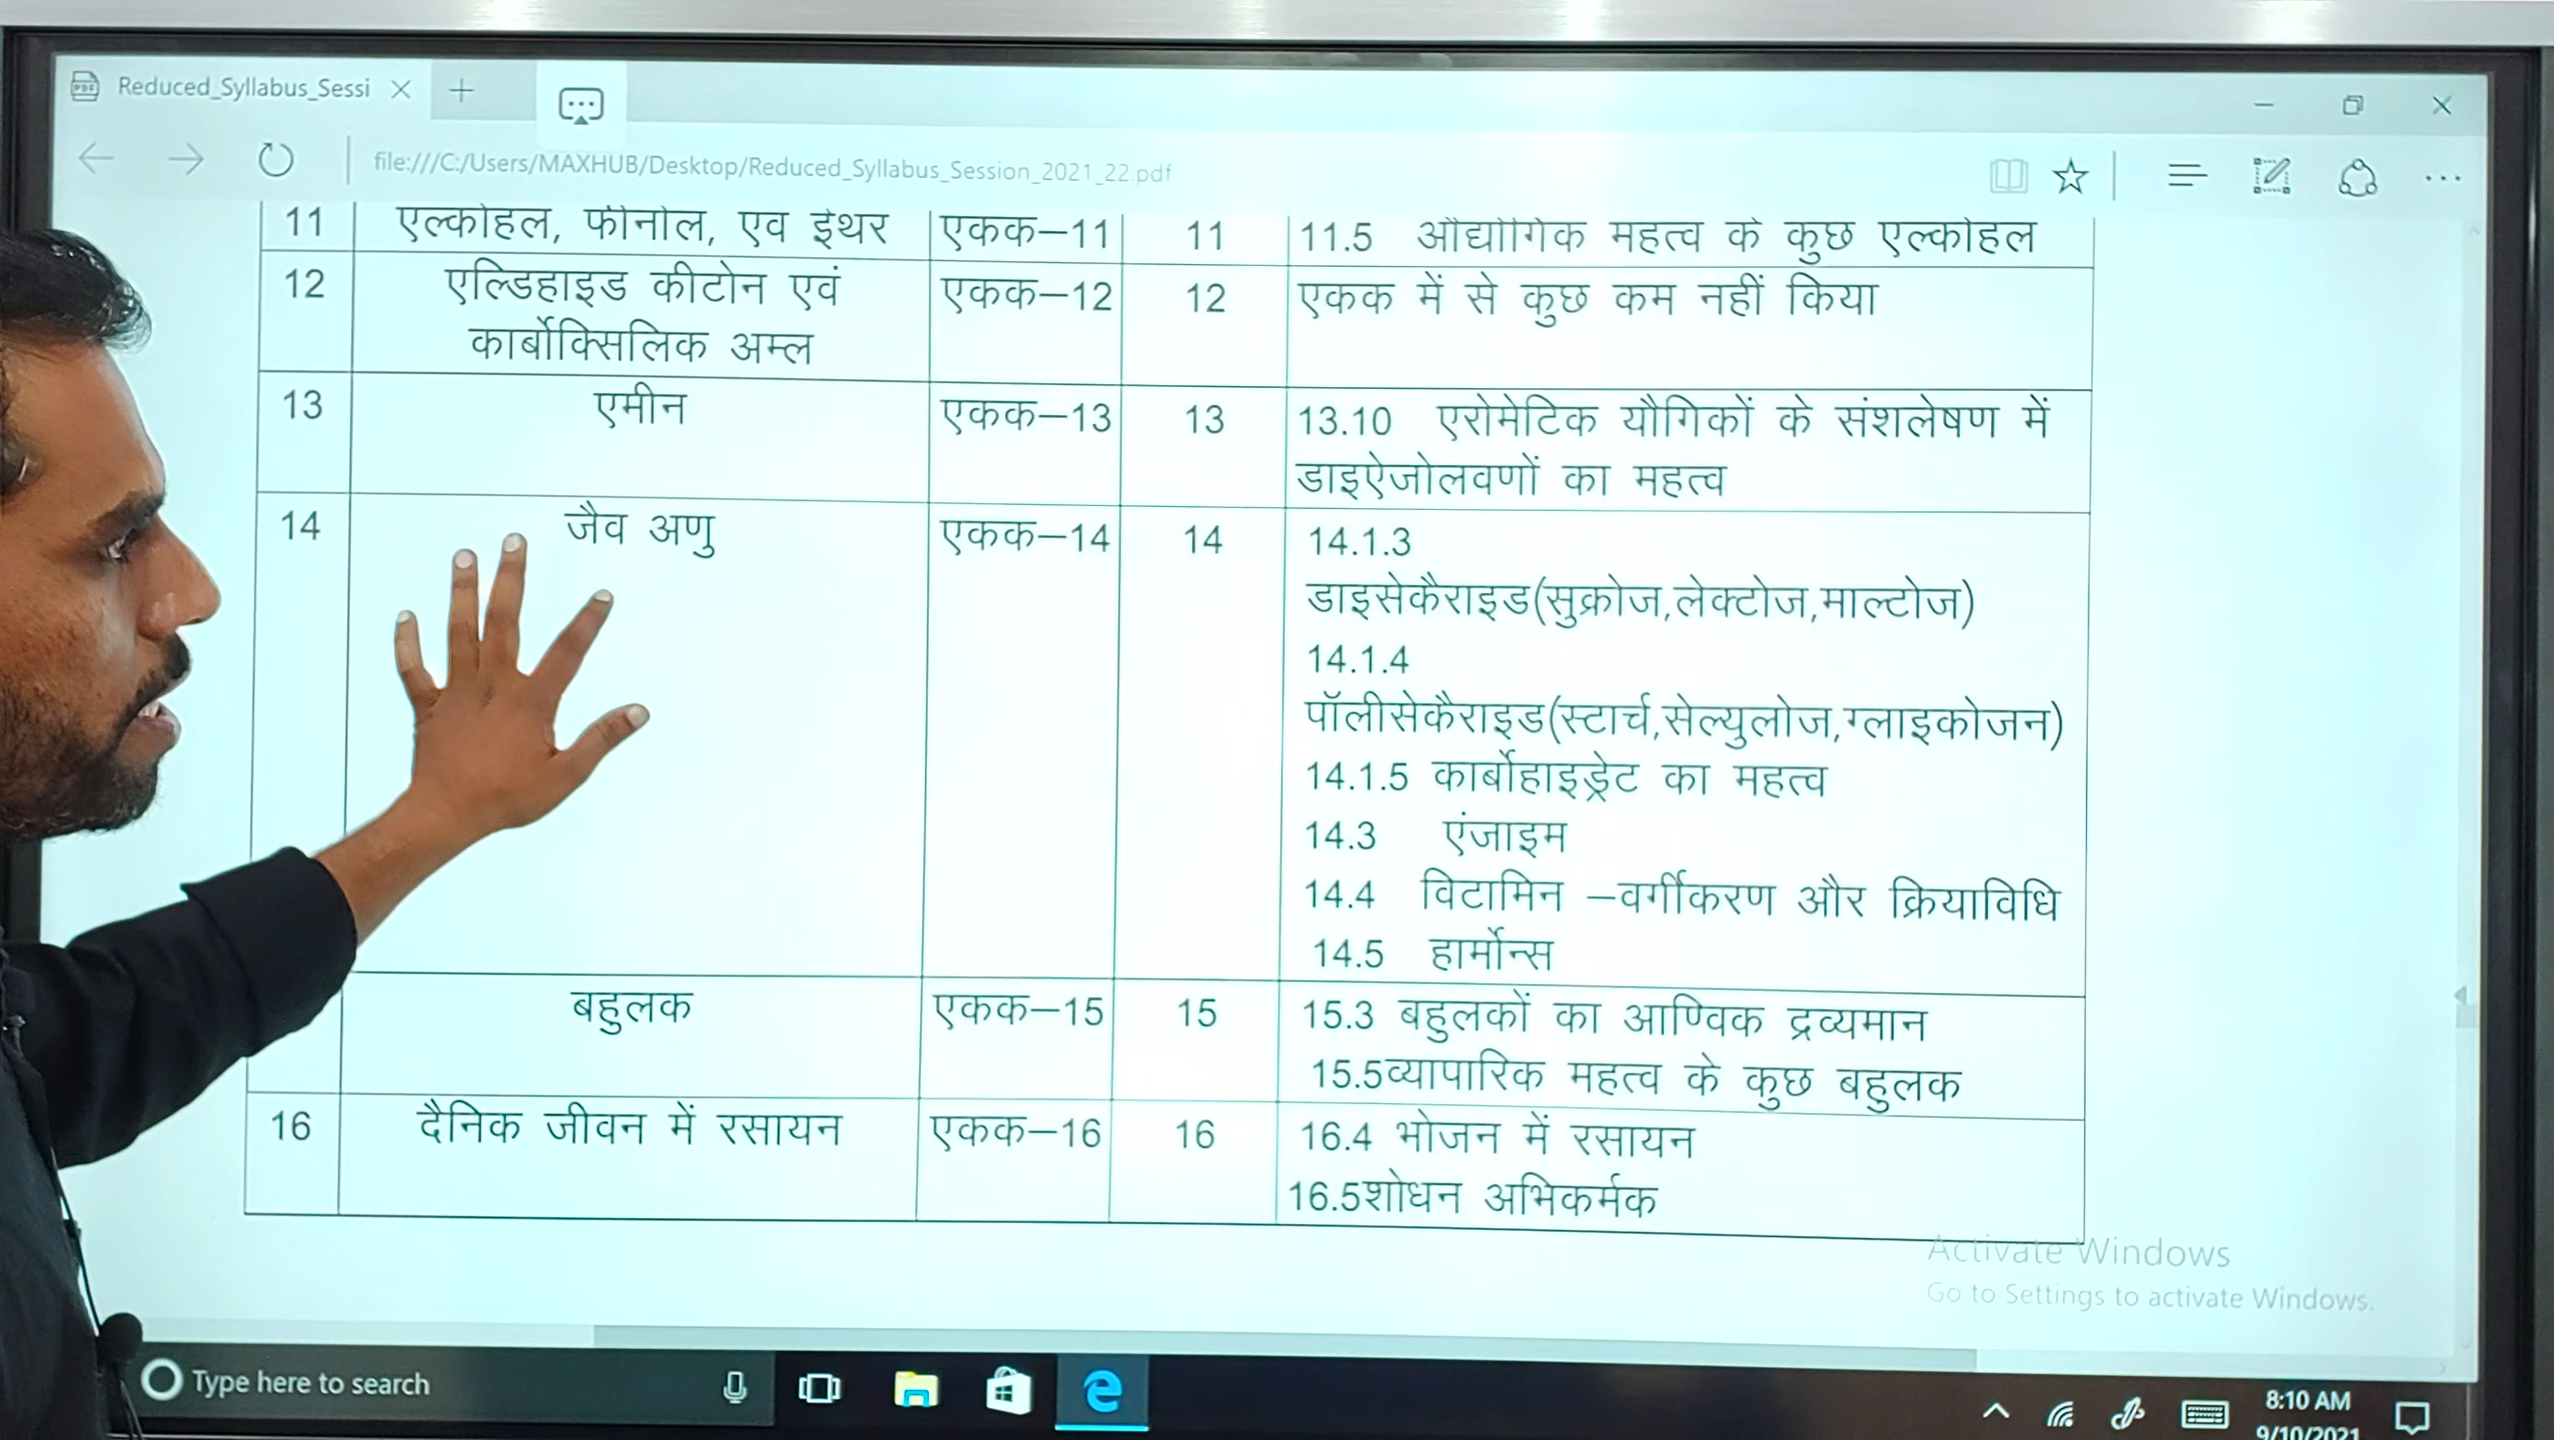 Reduced_Syllabus_Sessi
file:///C:/Users/MAXHUB/Desktop/Reduced_Syllabus_Session_2021_22.pdf
11 एल्कोहल, फीनोल, एवं ईथर एकक–11 11 11.5 औद्योगिक महत्व के कुछ एल्कोहल
12 एल्डिहाइड कीटोन एवं एकक–12 12 एकक में से कुछ कम नहीं किया
कार्बोक्सिलिक अम्ल
13 एमीन एकक–13 13 13.10 एरोमेटिक यौगिकों के संशलेषण में
डाइऐजोलवणों का महत्व
14 जैव अणु एकक–14 14 14.1.3
डाइसेकैराइड(सुक्रोज,लेक्टोज,माल्टोज)
14.1.4
पॉलीसेकैराइड(स्टार्च,सेल्युलोज,ग्लाइकोजन)
14.1.5 कार्बोहाइड्रेट का महत्व
14.3 एंजाइम
14.4 विटामिन –वर्गीकरण और क्रियाविधि
14.5 हार्मोन्स
बहुलक एकक–15 15 15.3 बहुलकों का आण्विक द्रव्यमान
15.5व्यापारिक महत्व के कुछ बहुलक
16 दैनिक जीवन में रसायन एकक–16 16 16.4 भोजन में रसायन
16.5शोधन अभिकर्मक
Activate Windows
Go to Settings to activate Windows.
Type here to search
8:10 AM
9/10/2021